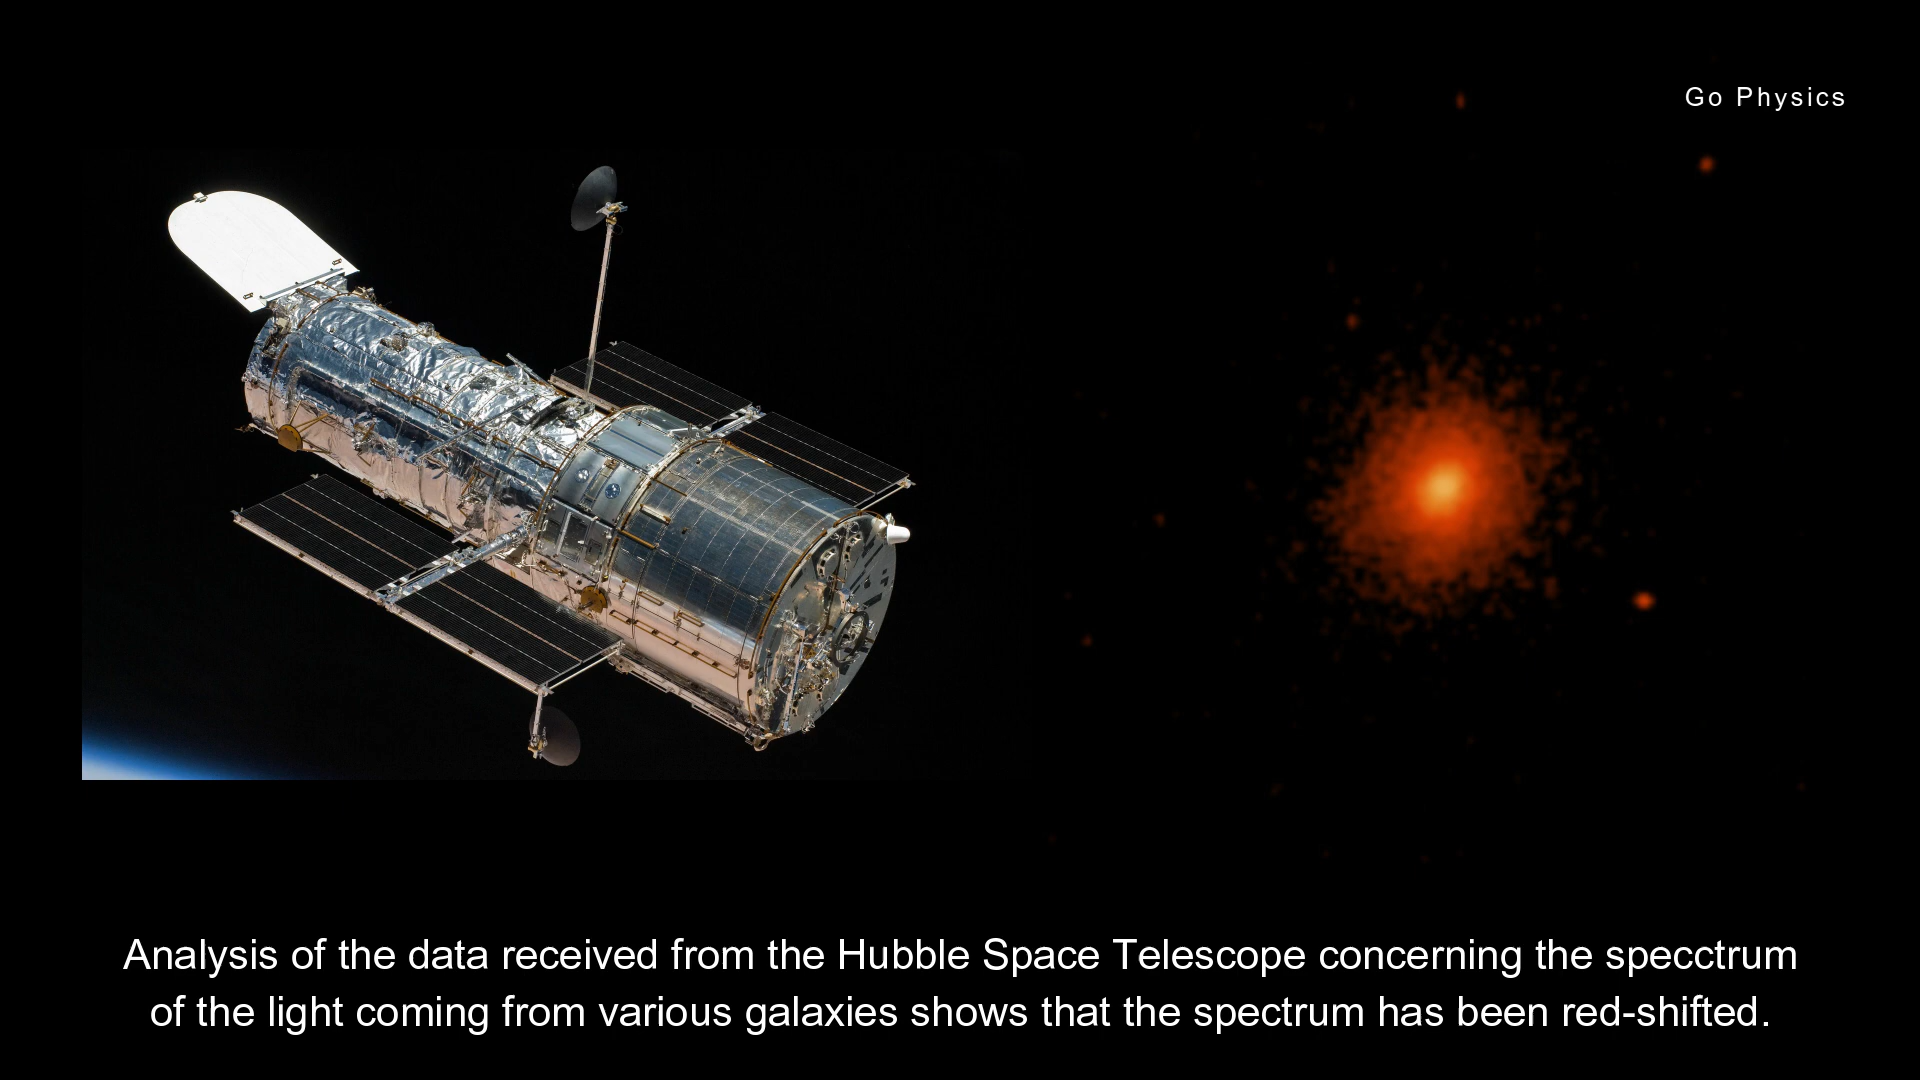 Go Physics
Analysis of the data received from the Hubble Space Telescope concerning the specctrum
of the light coming from various galaxies shows that the spectrum has been red-shifted.